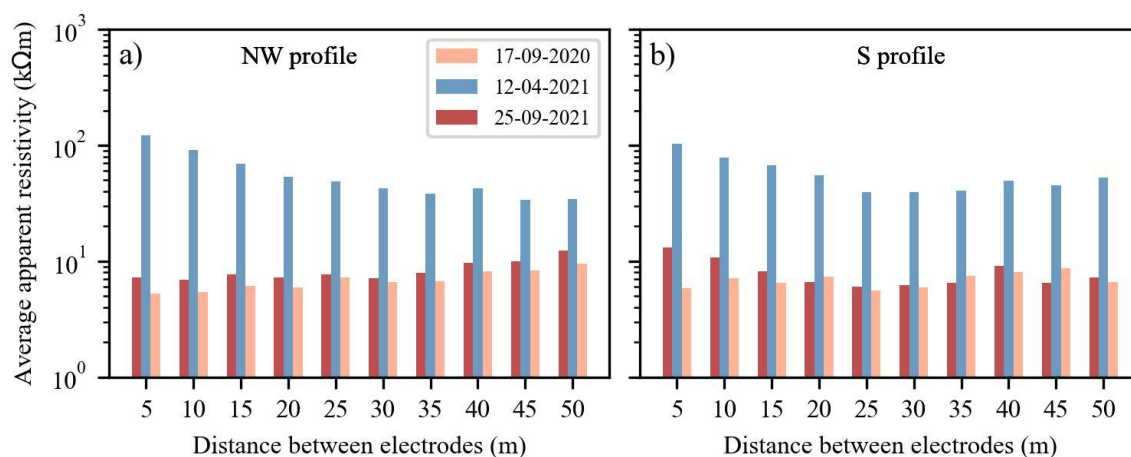 a)
NW profile
17-09-2020
12-04-2021
25-09-2021
b)
S profile
Average apparent resistivity (kΩm)
10³
10²
10¹
10⁰
5 10 15 20 25 30 35 40 45 50
5 10 15 20 25 30 35 40 45 50
Distance between electrodes (m)
Distance between electrodes (m)